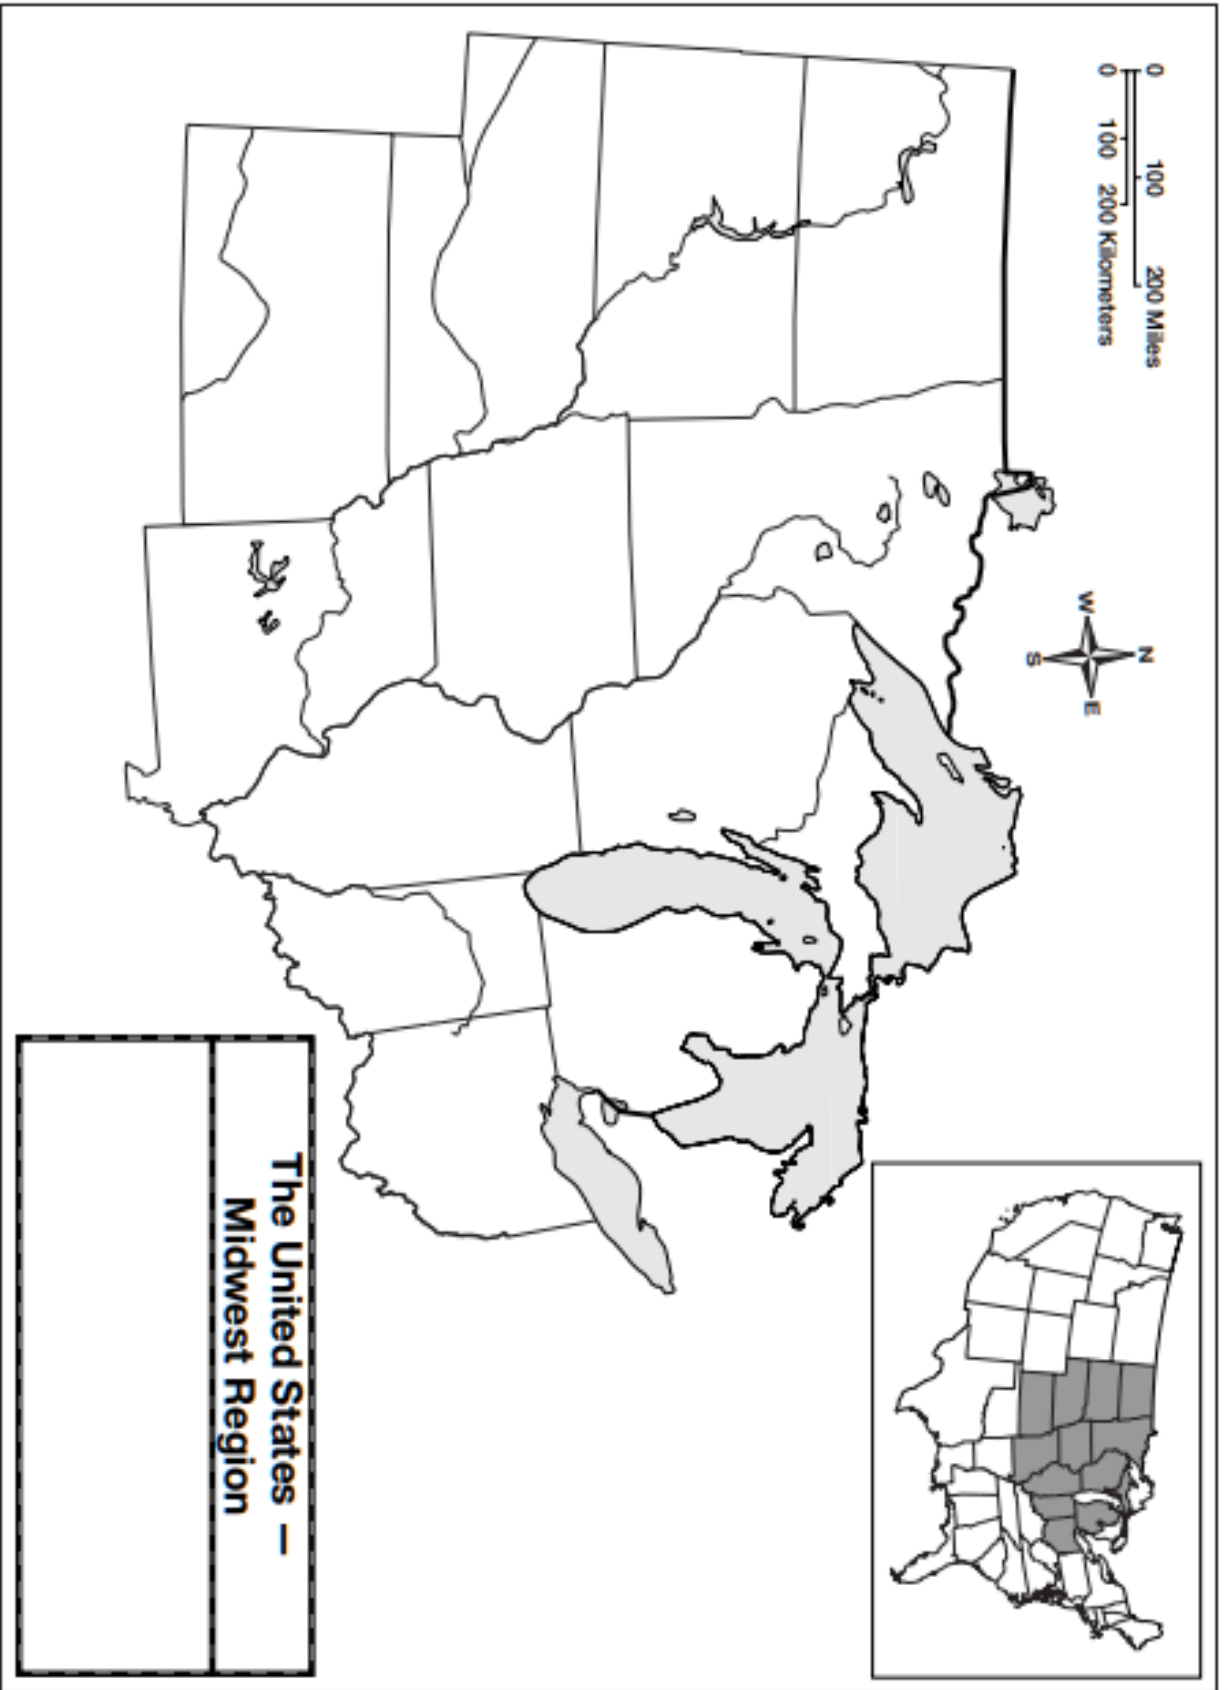 0 100 200 Miles
0 100 200 Kilometers
N
W
E
S
The United States —
Midwest Region